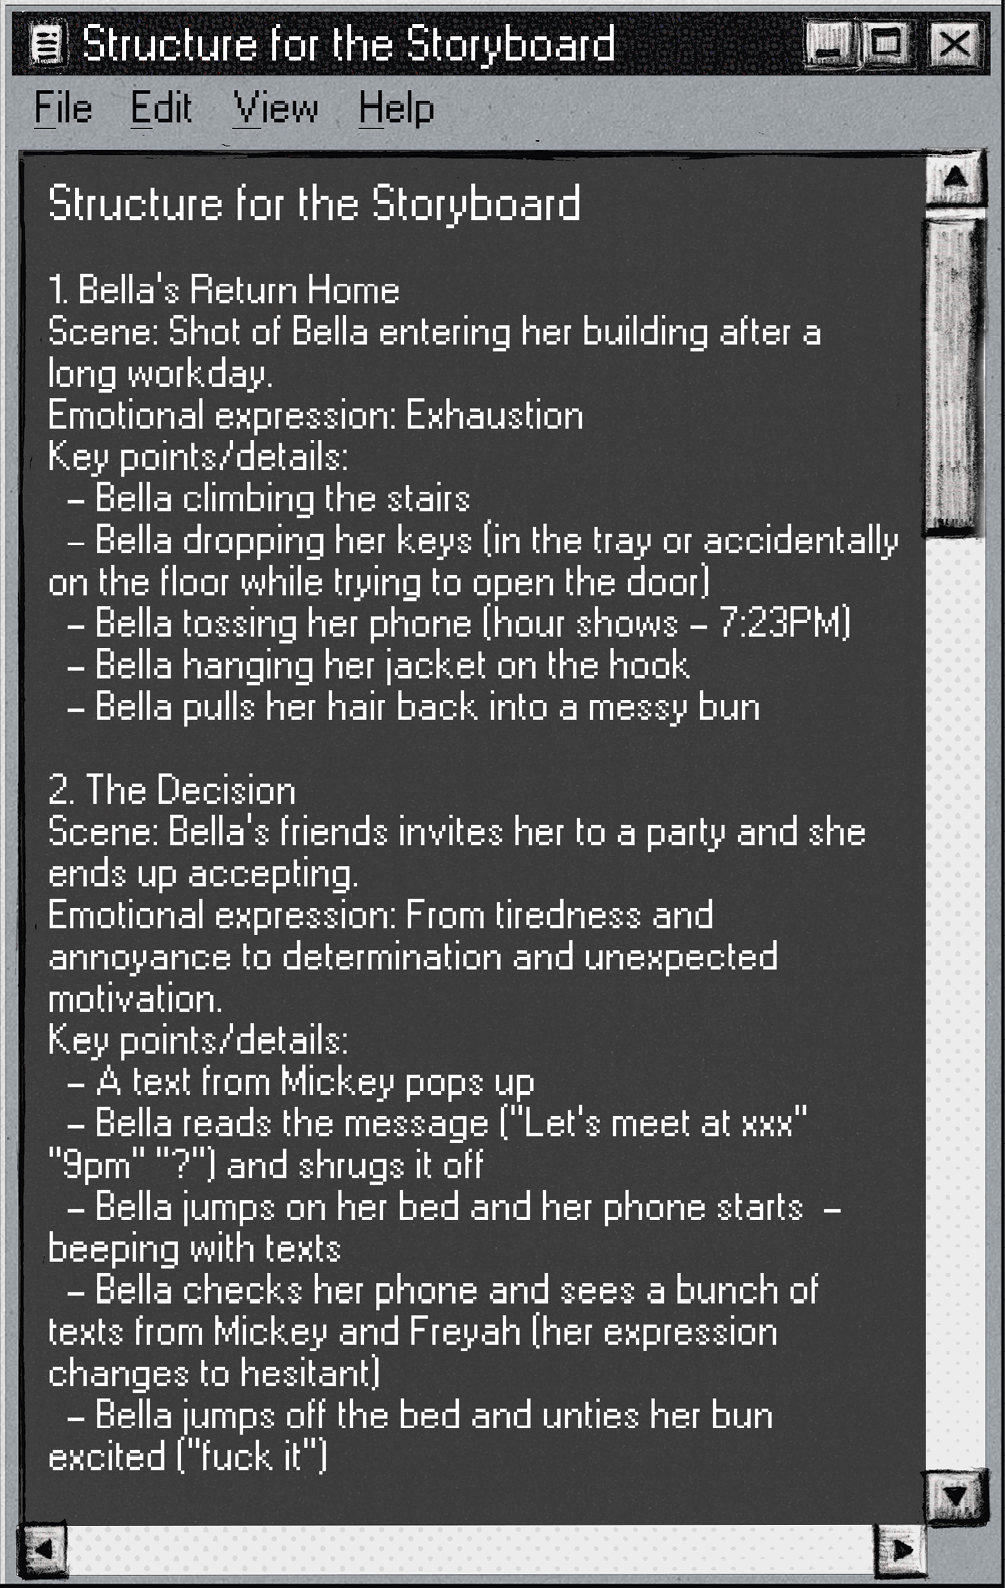 Structure for the Storyboard
File Edit View Help
Structure for the Storyboard
1. Bella's Return Home
Scene: Shot of Bella entering her building after a
long workday.
Emotional expression: Exhaustion
Key points/details:
– Bella climbing the stairs
– Bella dropping her keys (in the tray or accidentally
on the floor while trying to open the door)
– Bella tossing her phone (hour shows – 7:23PM)
– Bella hanging her jacket on the hook
– Bella pulls her hair back into a messy bun
2. The Decision
Scene: Bella's friends invites her to a party and she
ends up accepting.
Emotional expression: From tiredness and
annoyance to determination and unexpected
motivation.
Key points/details:
– A text from Mickey pops up
– Bella reads the message ("Let's meet at xxx"
"9pm" "?") and shrugs it off
– Bella jumps on her bed and her phone starts –
beeping with texts
– Bella checks her phone and sees a bunch of
texts from Mickey and Freyah (her expression
changes to hesitant)
– Bella jumps off the bed and unties her bun
excited ("fuck it")